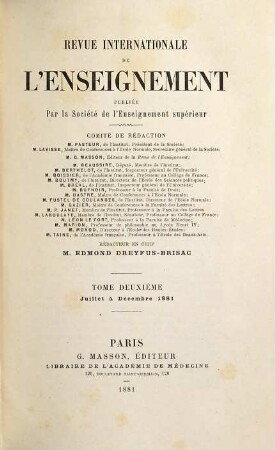 REVUE INTERNATIONALE
DE
L'ENSEIGNEMENT
PUBLIÉE
Par la Société de l'Enseignement supérieur
COMITÉ DE RÉDACTION
M. PASTEUR, de l'Institut, Président de la Société;
M. LAVISSE, Maître de Conférences à l'École Normale, Secrétaire général de la Société;
M. G. MASSON, Éditeur de la Revue de l'Enseignement;
M. BEAUSSIRE, Député, Membre de l'Institut;
M. BERTHELOT, de l'Institut, Inspecteur général de l'Université;
M. BOISSIER, de l'Académie française, Professeur au Collège de France;
M. BOUTMY, de l'Institut, Directeur de l'École des Sciences politiques;
M. BRÉAL, de l'Institut, Inspecteur général de l'Université;
M. BUFNOIR, Professeur à la Faculté de Droit;
M. DASTRE, Maître de Conférences à l'École Normale;
M. FUSTEL DE COULANGES, de l'Institut, Directeur de l'École Normale;
M. GAZIER, Maître de Conférences à la Faculté des Lettres;
M. P. JANET, Membre de l'Institut, Professeur à la Faculté des Lettres
M. LABOULAYE, Membre de l'Institut, Sénateur, Professeur au Collège de France;
M. LÉON LE FORT, Professeur à la Faculté de Médecine;
M. MARION, Professeur de philosophie au Lycée Henri IV;
M. MONOD, Directeur à l'École des Hautes Études;
M. TAINE, de l'Académie française, Professeur à l'École des Beaux-Arts.
RÉDACTEUR EN CHEF
M. EDMOND DREYFUS-BRISAC
TOME DEUXIÈME
Juillet à Décembre 1881
PARIS
G. MASSON, ÉDITEUR
LIBRAIRE DE L'ACADÉMIE DE MÉDECINE
120, BOULEVARD SAINT-GERMAIN, 120
1881